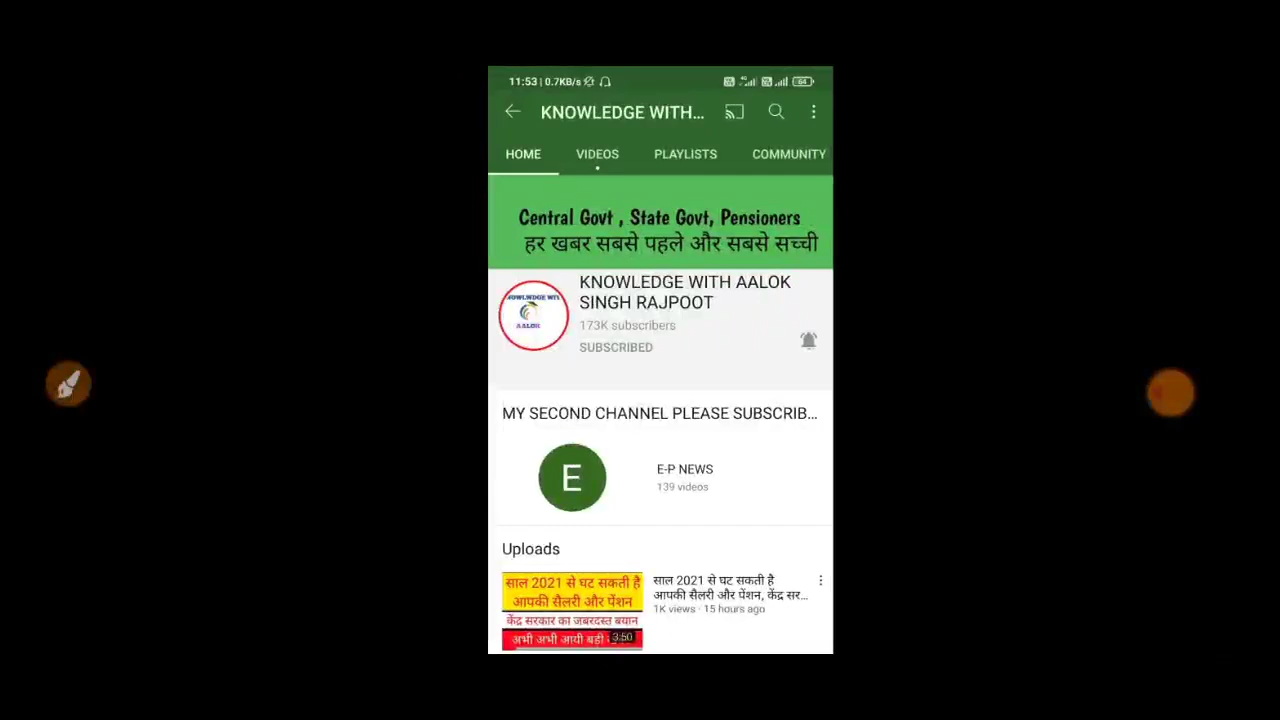 11:53 | 0.7KB/s
64
KNOWLEDGE WITH...
HOME VIDEOS PLAYLISTS COMMUNITY
Central Govt , State Govt, Pensioners
हर खबर सबसे पहले और सबसे सच्ची
KNOWLEDGE WITH AALOK
SINGH RAJPOOT
173K subscribers
SUBSCRIBED
AALOK
MY SECOND CHANNEL PLEASE SUBSCRIB...
E
E-P NEWS
139 videos
Uploads
साल 2021 से घट सकती है
आपकी सैलरी और पेंशन
केंद्र सरकार का जबरदस्त बयान
अभी अभी आयी बड़ी
3:50
साल 2021 से घट सकती है
आपकी सैलरी और पेंशन, केंद्र सर...
1K views · 15 hours ago